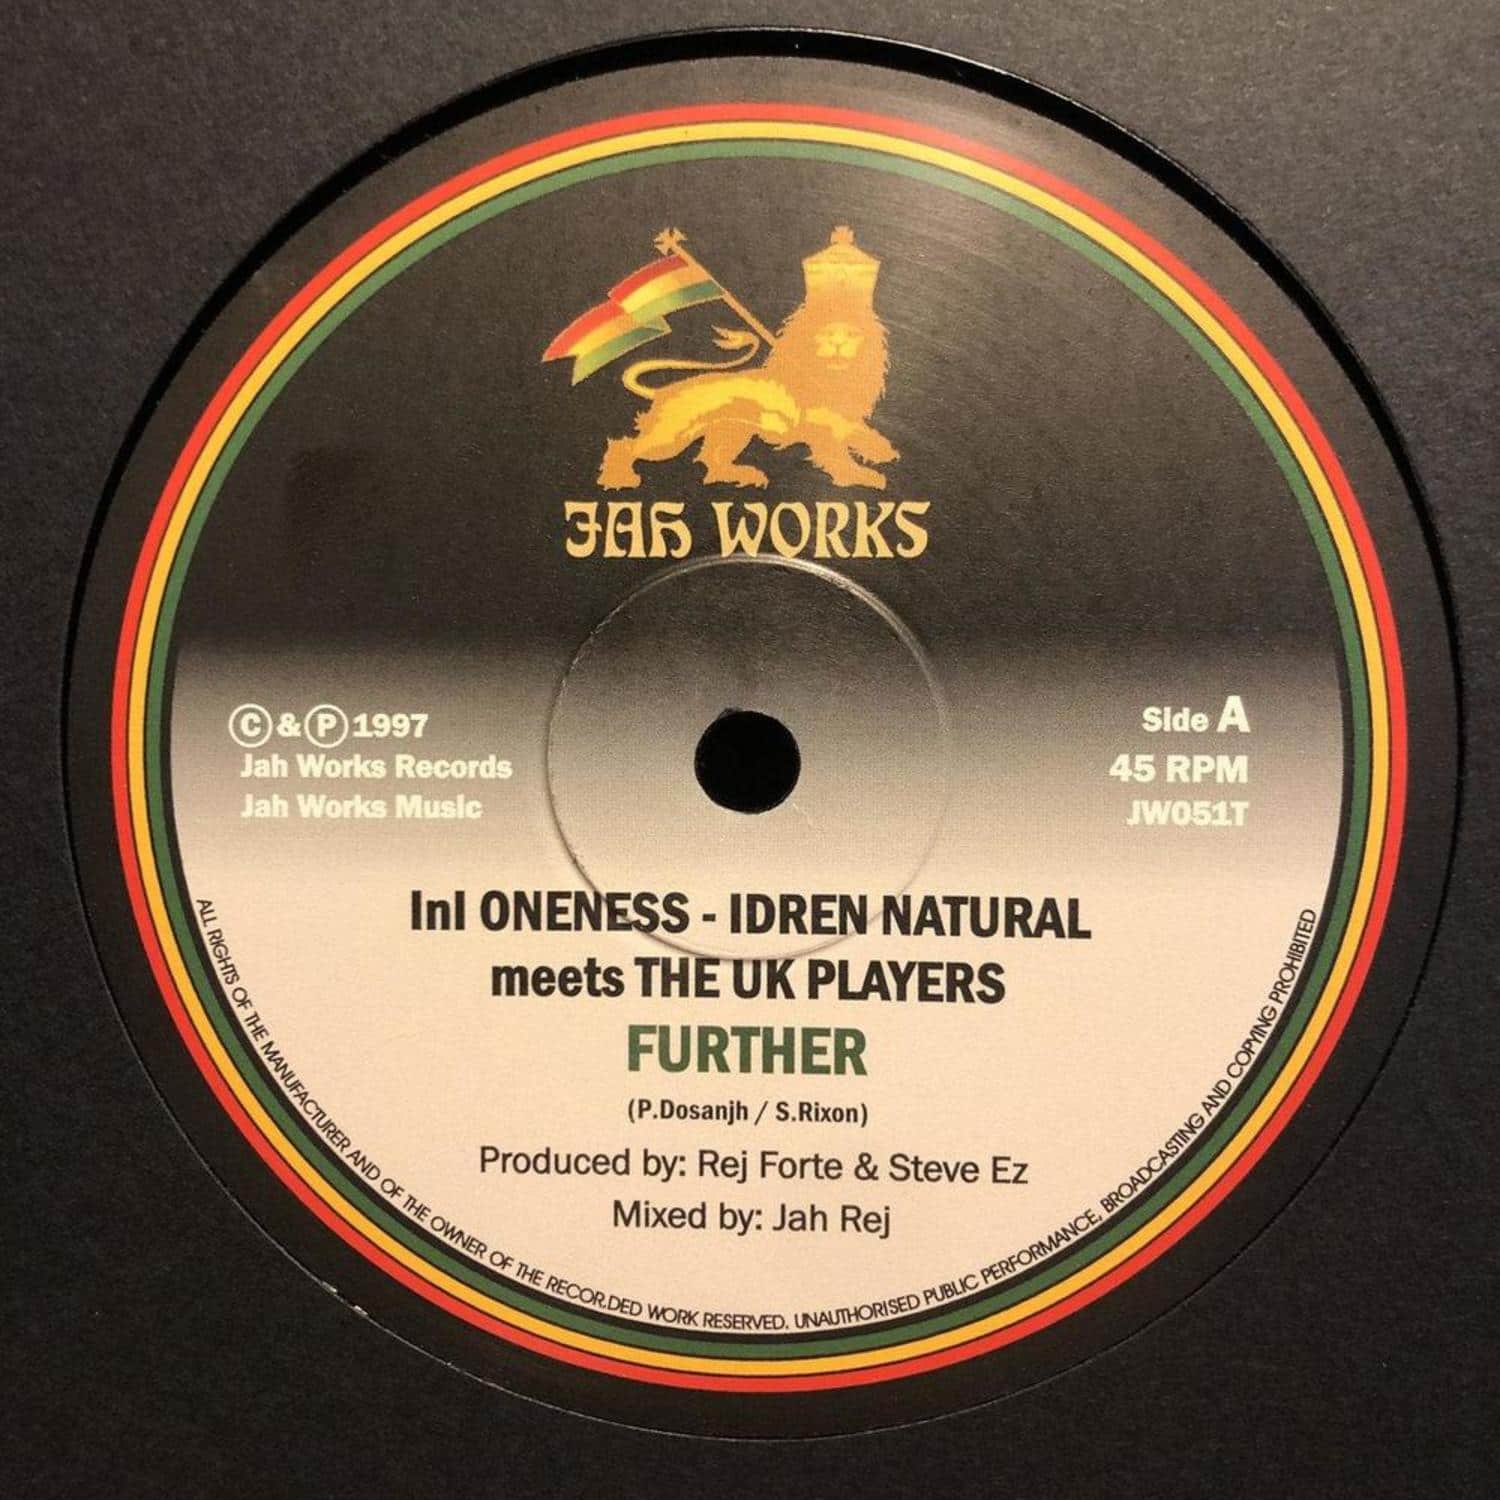 JAH WORKS
Ⓒ & Ⓟ 1997
Jah Works Records
Jah Works Music
Side A
45 RPM
JW051T
InI ONENESS - IDREN NATURAL
meets THE UK PLAYERS
FURTHER
(P.Dosanjh / S.Rixon)
Produced by: Rej Forte & Steve Ez
Mixed by: Jah Rej
ALL RIGHTS OF THE MANUFACTURER AND OF THE OWNER OF THE RECOR.DED WORK RESERVED. UNAUTHORISED PUBLIC PERFORMANCE, BROADCASTING AND COPYING PROHIBITED